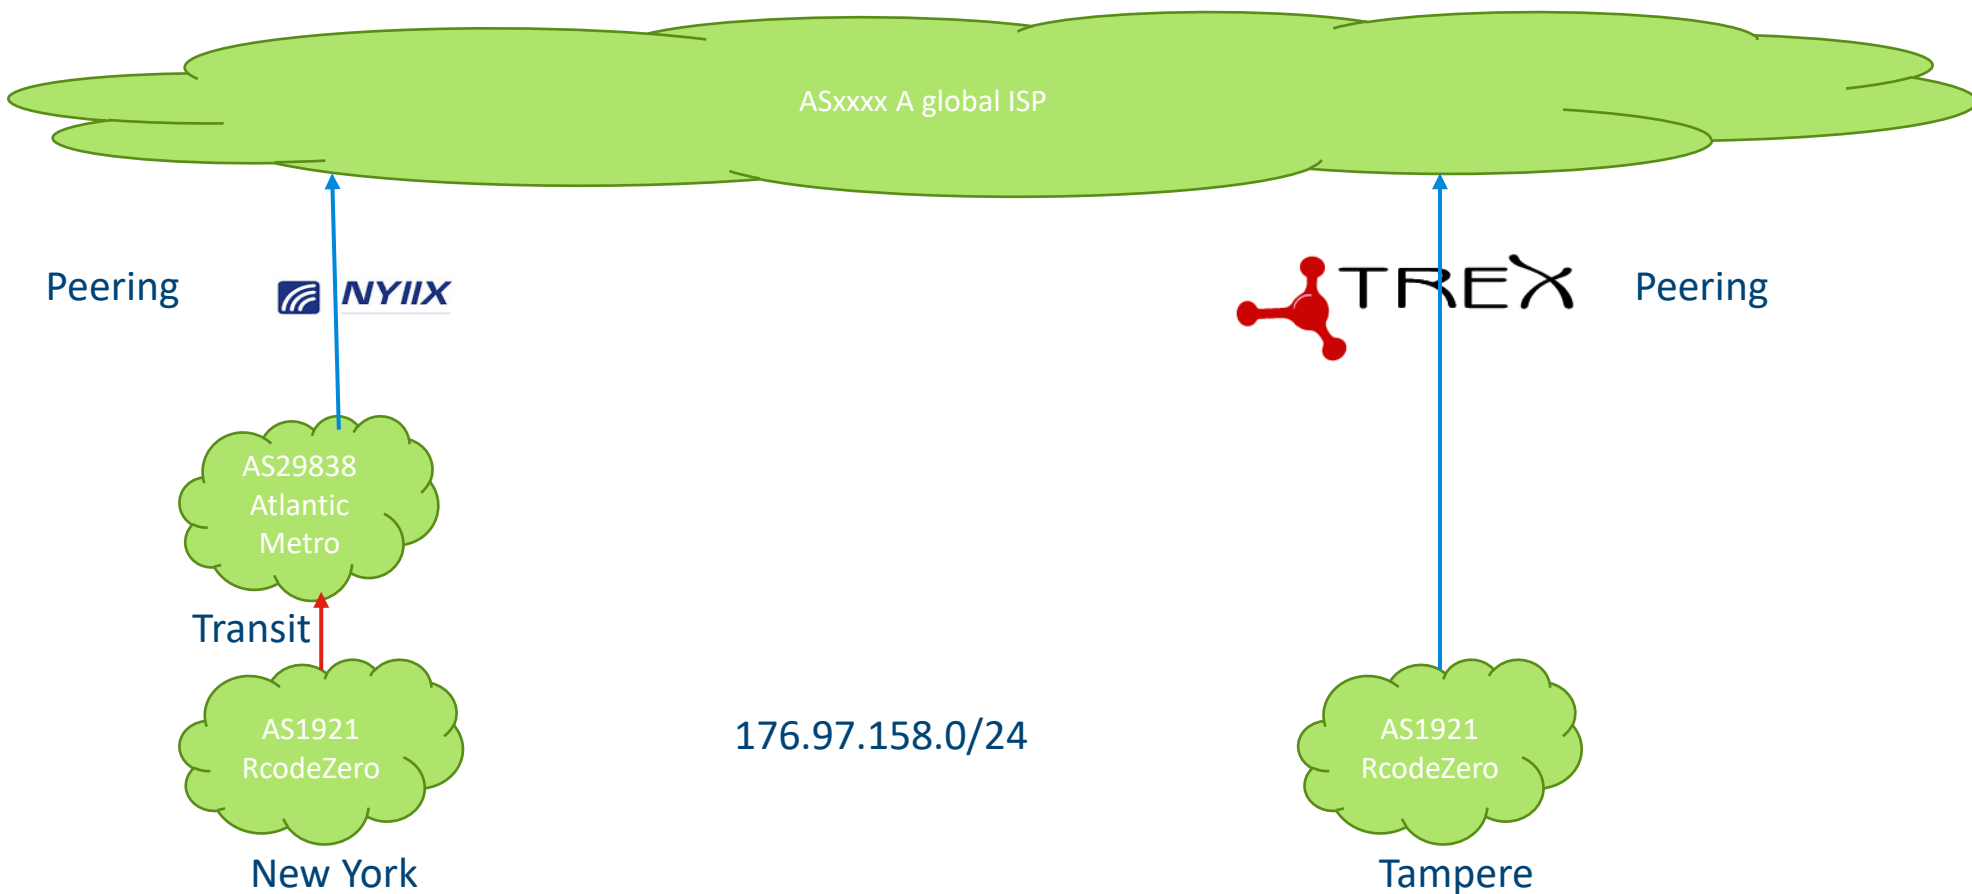 ASxxxx A global ISP
Peering
NYIIX
TREX
Peering
AS29838
Atlantic
Metro
Transit
AS1921
RcodeZero
176.97.158.0/24
AS1921
RcodeZero
New York
Tampere